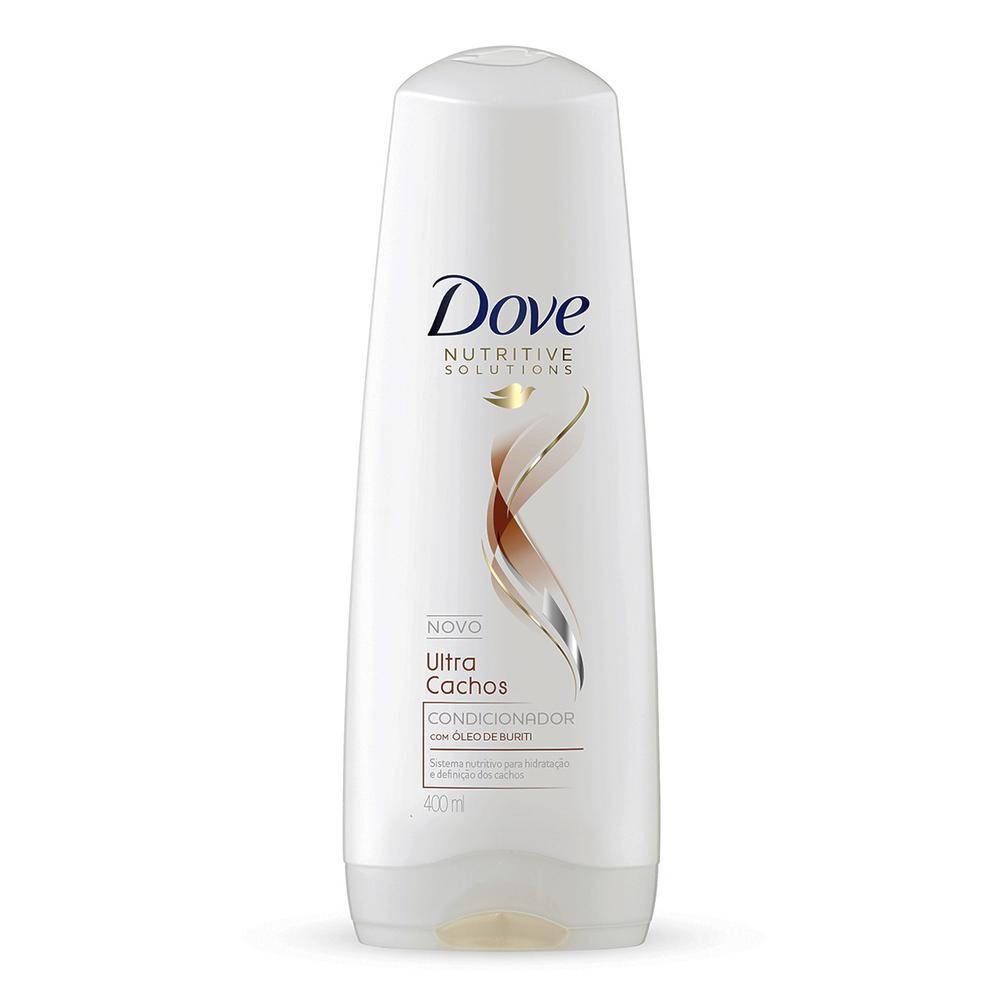 Dove
NUTRITIVE
SOLUTIONS
NOVO
Ultra
Cachos
CONDICIONADOR
COM ÓLEO DE BURITI
Sistema nutritivo para hidratação
e definição dos cachos
400 ml